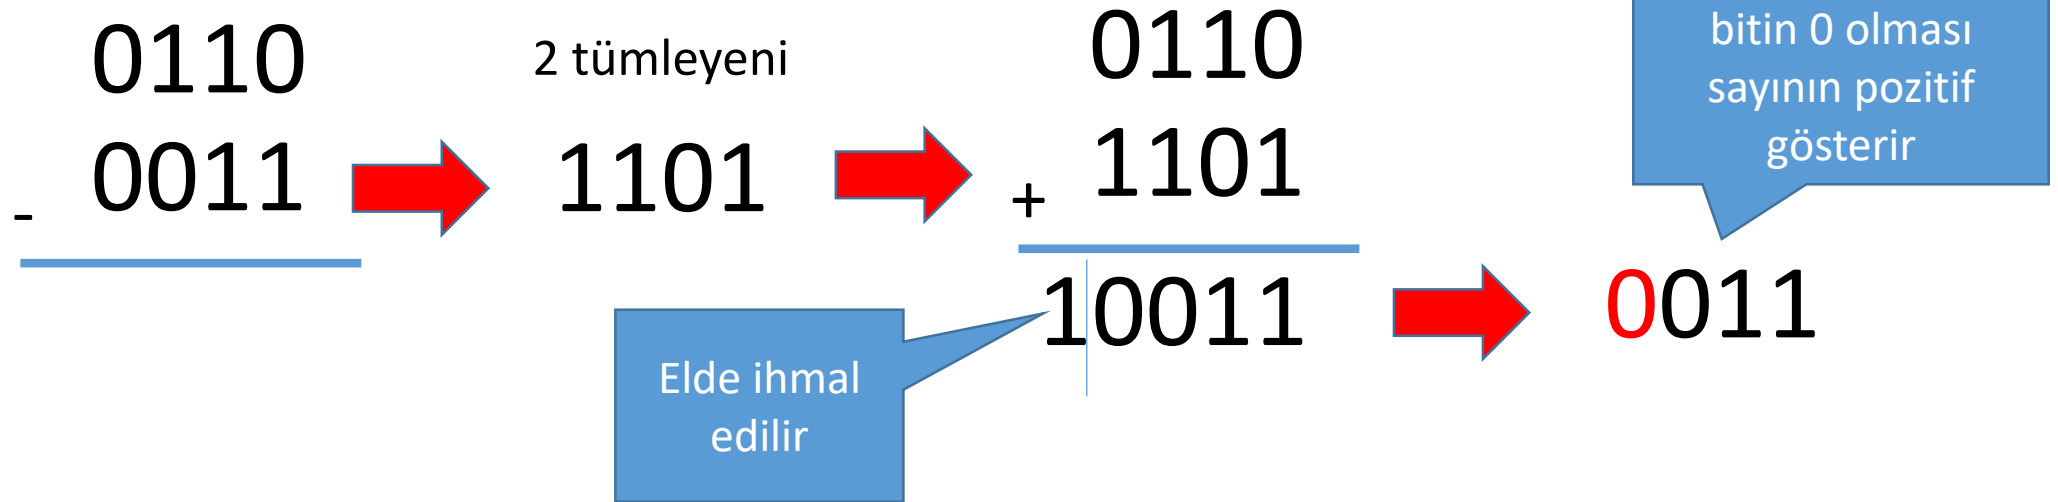 0110
- 0011
2 tümleyeni
1101
0110
+ 1101
10011
Elde ihmal
edilir
bitin 0 olması
sayının pozitif
gösterir
0011